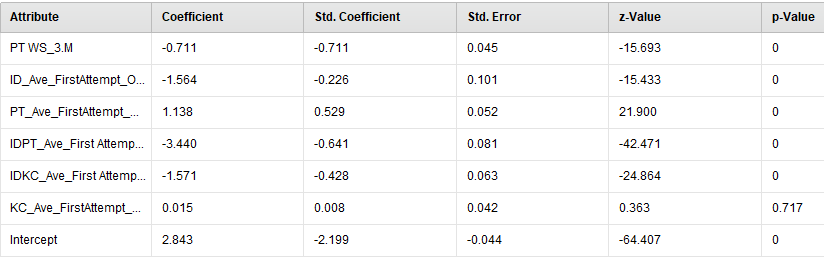 Attribute Coefficient Std. Coefficient Std. Error z-Value p-Value
PT WS_3.M -0.711 -0.711 0.045 -15.693 0
ID_Ave_FirstAttempt_O... -1.564 -0.226 0.101 -15.433 0
PT_Ave_FirstAttempt_... 1.138 0.529 0.052 21.900 0
IDPT_Ave_First Attemp... -3.440 -0.641 0.081 -42.471 0
IDKC_Ave_First Attemp... -1.571 -0.428 0.063 -24.864 0
KC_Ave_FirstAttempt_... 0.015 0.008 0.042 0.363 0.717
Intercept 2.843 -2.199 -0.044 -64.407 0